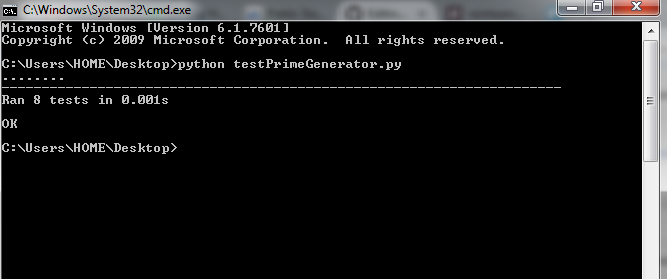 C:\Windows\System32\cmd.exe
Microsoft Windows [Version 6.1.7601]
Copyright (c) 2009 Microsoft Corporation.  All rights reserved.
C:\Users\HOME\Desktop>python testPrimeGenerator.py
........
----------------------------------------------------------------------
Ran 8 tests in 0.001s
OK
C:\Users\HOME\Desktop>